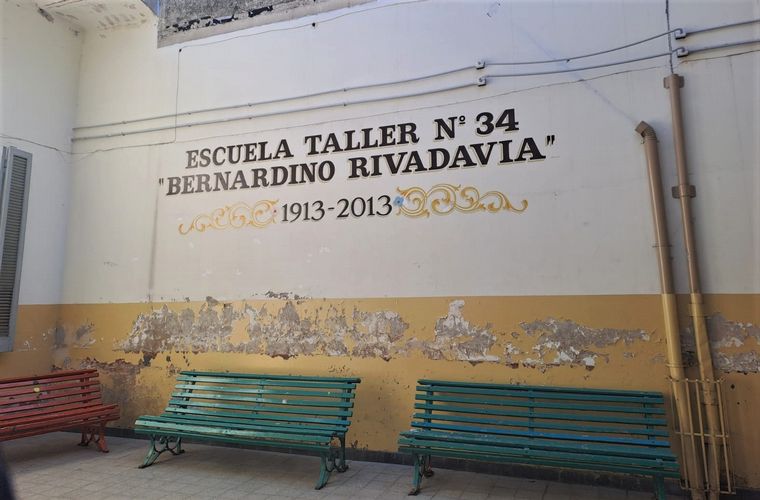 ESCUELA TALLER Nº 34
"BERNARDINO RIVADAVIA"
1913-2013